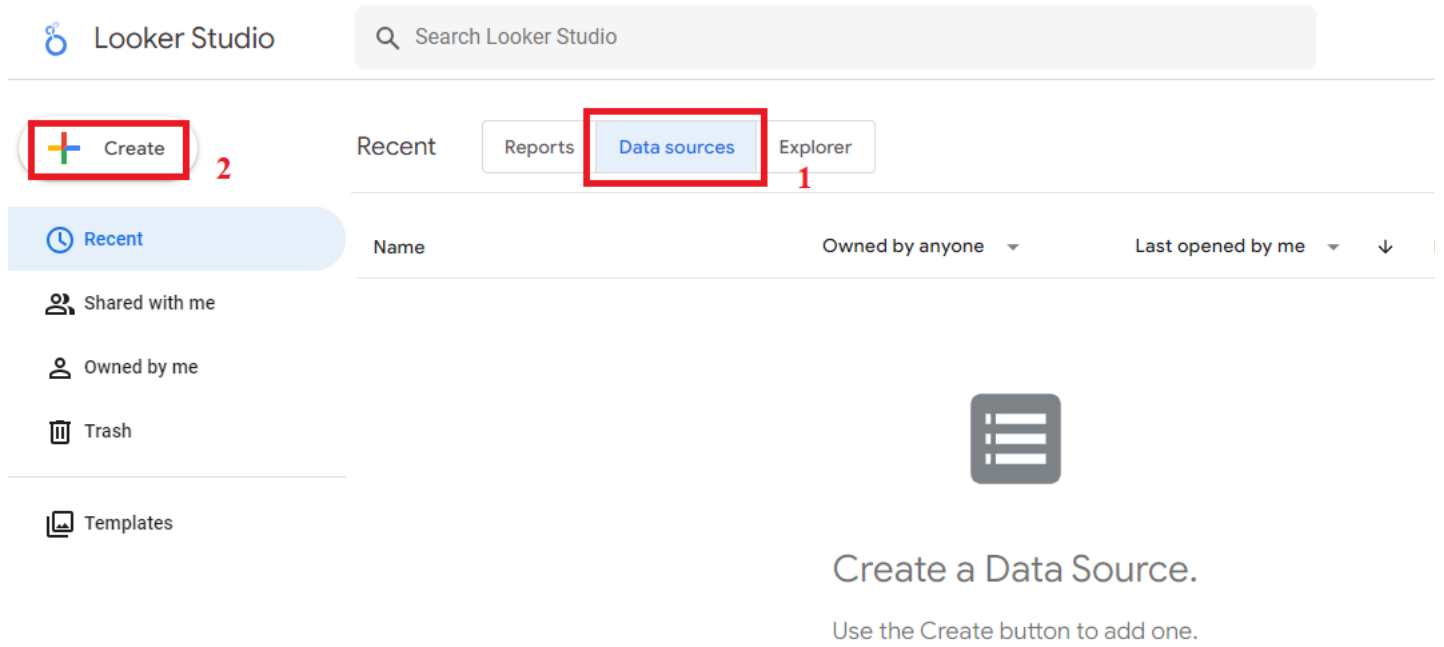 Looker Studio
Search Looker Studio
Create
2
Recent
Reports
Data sources
Explorer
1
Recent
Shared with me
Owned by me
Trash
Templates
Name
Owned by anyone
Last opened by me
Create a Data Source.
Use the Create button to add one.